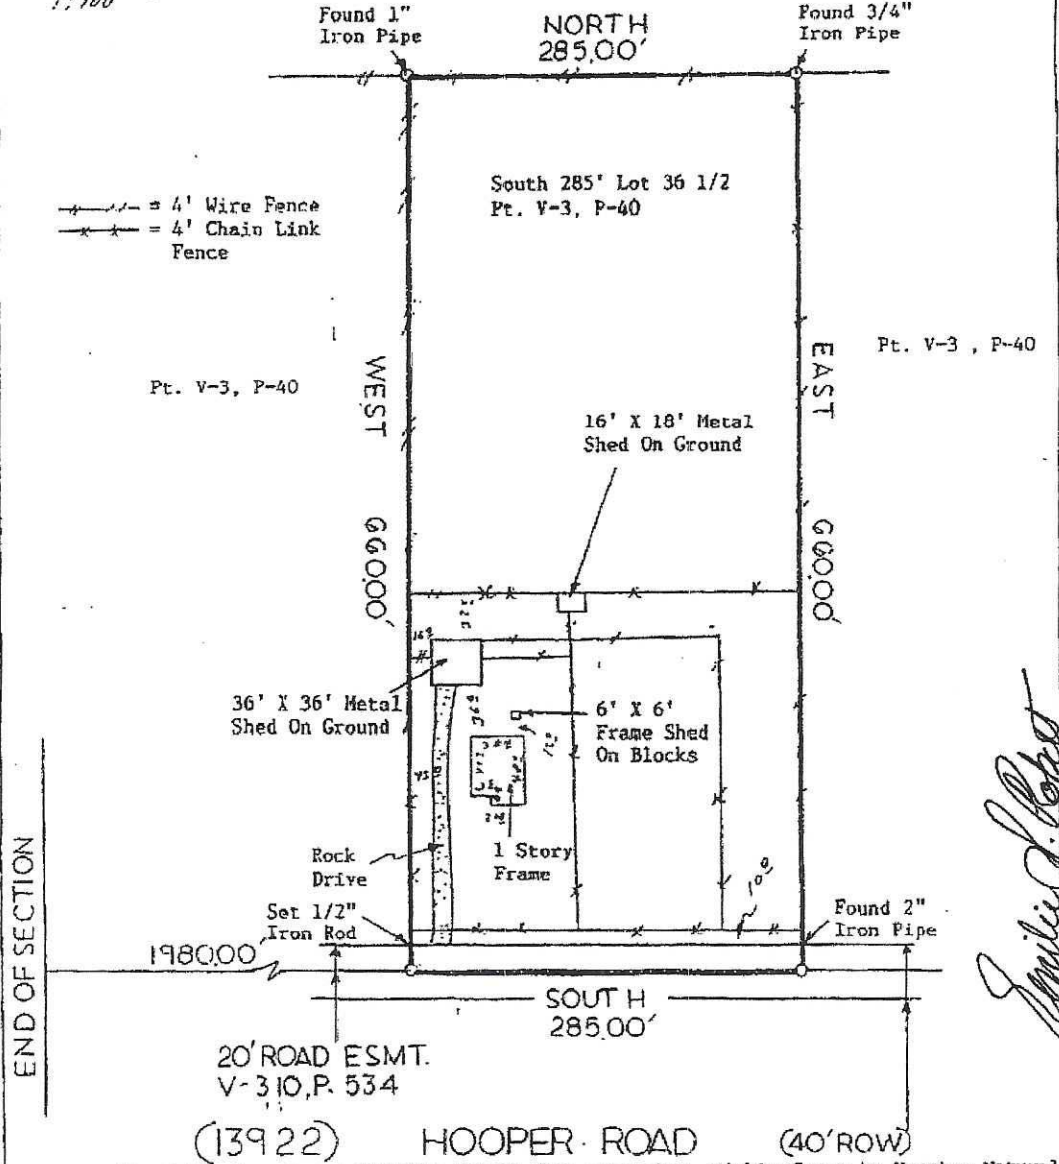 Found 1"
Iron Pipe
NORTH
285.00'
Found 3/4"
Iron Pipe
South 285' Lot 36 1/2
Pt. V-3, P-40
= 4' Wire Fence
= 4' Chain Link
Fence
Pt. V-3, P-40
WEST 660.00'
EAST 660.00'
Pt. V-3 , P-40
16' X 18' Metal
Shed On Ground
36' X 36' Metal
Shed On Ground
6' X 6'
Frame Shed
On Blocks
Rock
Drive
1 Story
Frame
Set 1/2"
Iron Rod
Found 2"
Iron Pipe
END OF SECTION
1980.00'
SOUTH
285.00'
20' ROAD ESMT.
V-310, P. 534
(13922) HOOPER ROAD (40' ROW)